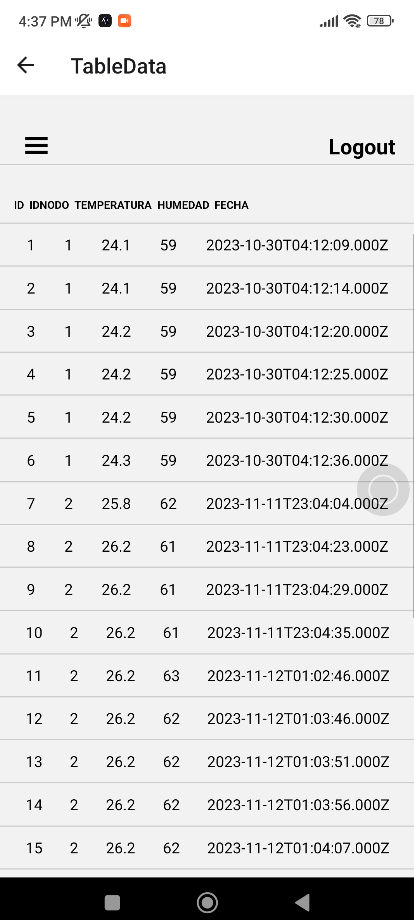 4:37 PM 78
TableData
Logout
ID IDNODO TEMPERATURA HUMEDAD FECHA
1 1 24.1 59 2023-10-30T04:12:09.000Z
2 1 24.1 59 2023-10-30T04:12:14.000Z
3 1 24.2 59 2023-10-30T04:12:20.000Z
4 1 24.2 59 2023-10-30T04:12:25.000Z
5 1 24.2 59 2023-10-30T04:12:30.000Z
6 1 24.3 59 2023-10-30T04:12:36.000Z
7 2 25.8 62 2023-11-11T23:04:04.000Z
8 2 26.2 61 2023-11-11T23:04:23.000Z
9 2 26.2 61 2023-11-11T23:04:29.000Z
10 2 26.2 61 2023-11-11T23:04:35.000Z
11 2 26.2 63 2023-11-12T01:02:46.000Z
12 2 26.2 62 2023-11-12T01:03:46.000Z
13 2 26.2 62 2023-11-12T01:03:51.000Z
14 2 26.2 62 2023-11-12T01:03:56.000Z
15 2 26.2 62 2023-11-12T01:04:07.000Z